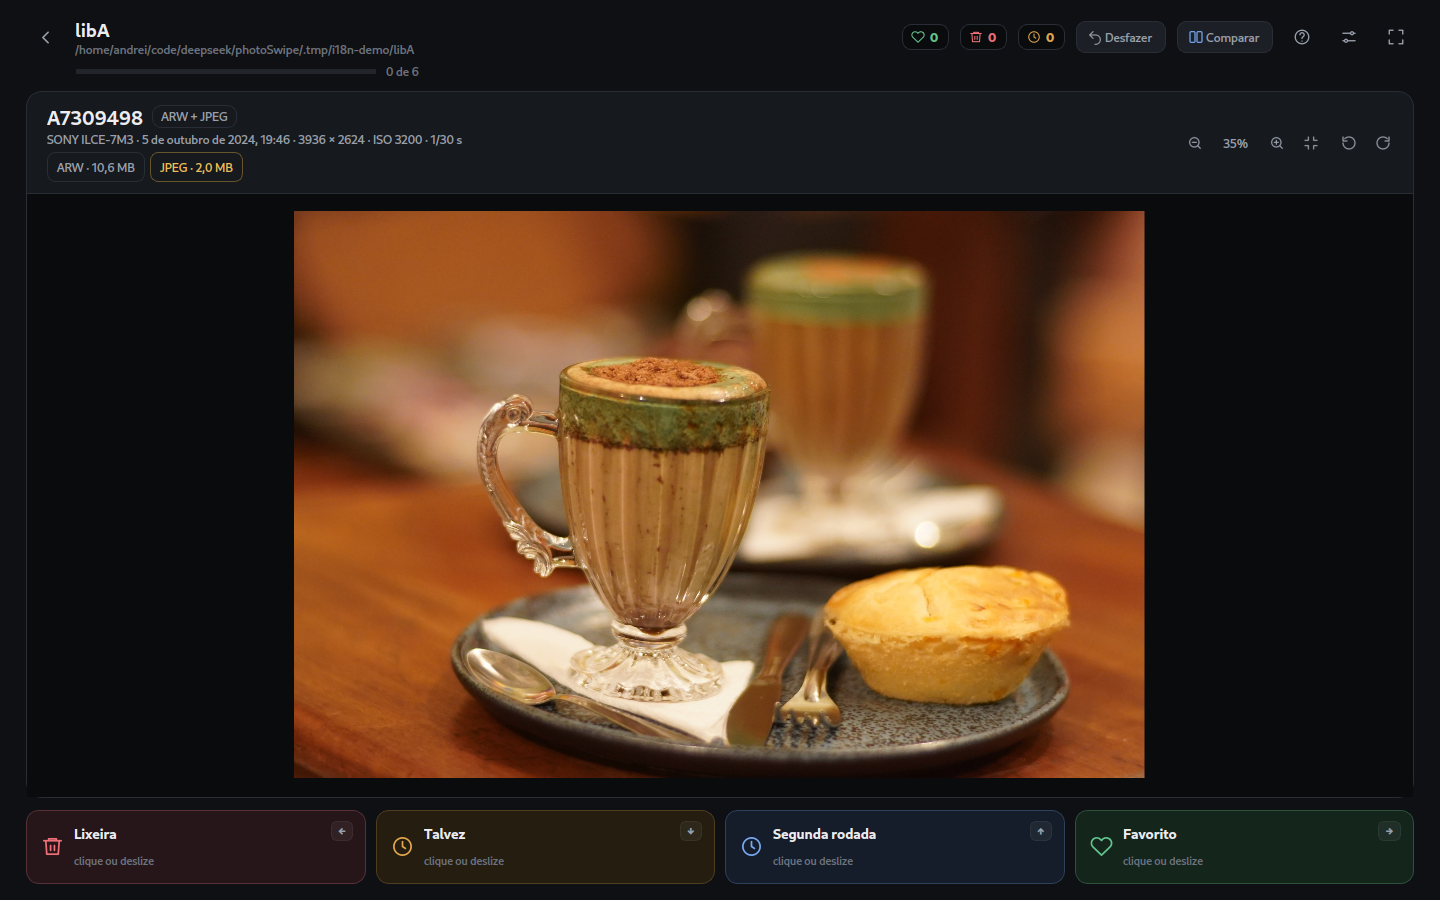 libA
/home/andrei/code/deepseek/photoSwipe/.tmp/i18n-demo/libA
0 de 6
0
0
0
Desfazer
Comparar
A7309498
ARW + JPEG
SONY ILCE-7M3 · 5 de outubro de 2024, 19:46 · 3936 × 2624 · ISO 3200 · 1/30 s
ARW · 10,6 MB
JPEG · 2,0 MB
35%
Lixeira
clique ou deslize
Talvez
clique ou deslize
Segunda rodada
clique ou deslize
Favorito
clique ou deslize